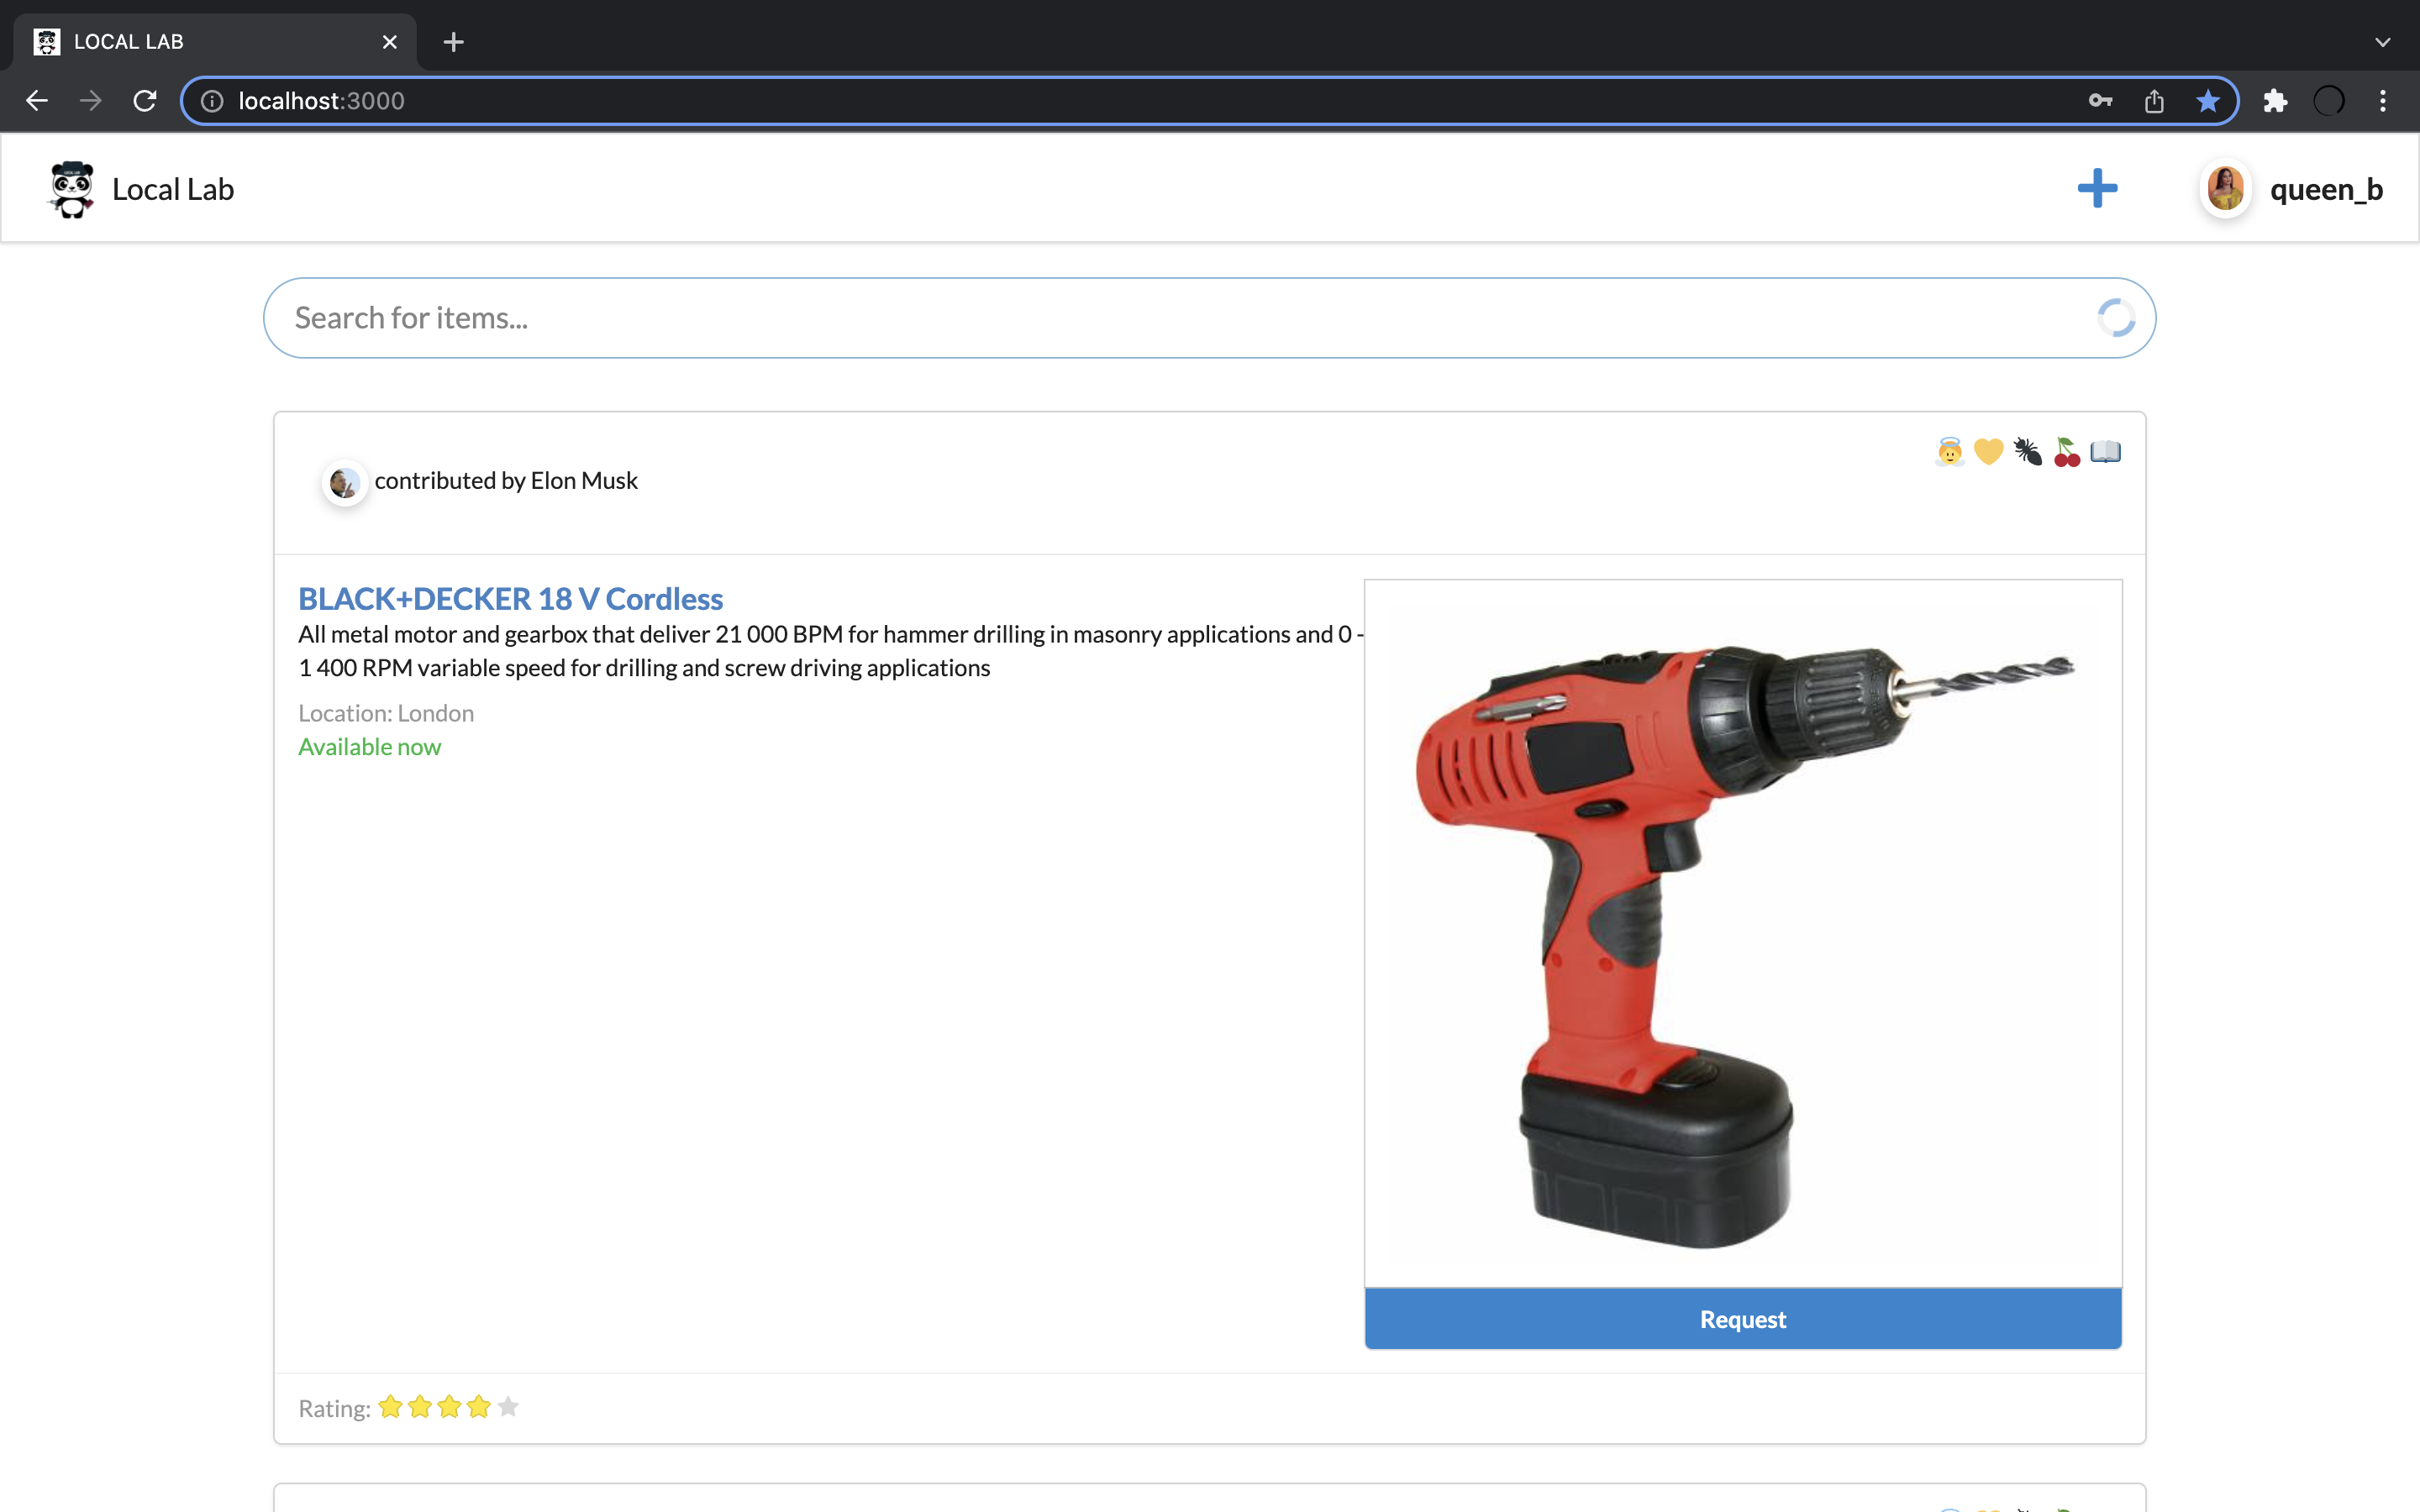 LOCAL LAB
localhost:3000
Local Lab
queen_b
Search for items...
contributed by Elon Musk
BLACK+DECKER 18 V Cordless
All metal motor and gearbox that deliver 21 000 BPM for hammer drilling in masonry applications and 0 -
1 400 RPM variable speed for drilling and screw driving applications
Location: London
Available now
Request
Rating: